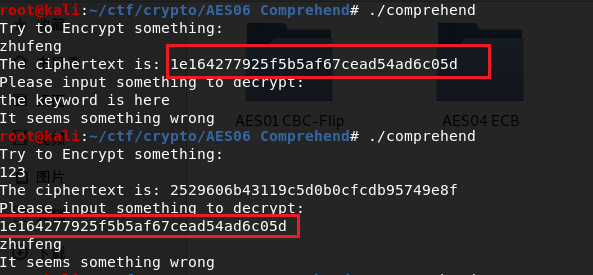 root@kali:~/ctf/crypto/AES06 Comprehend# ./comprehend
Try to Encrypt something:
zhufeng
The ciphertext is: 1e164277925f5b5af67cead54ad6c05d
Please input something to decrypt:
the keyword is here
AES01 CBC-Flip
AES04 ECB
It seems something wrong
root@kali:~/ctf/crypto/AES06 Comprehend# ./comprehend
Try to Encrypt something:
123
图片
The ciphertext is: 2529606b43119c5d0b0cfcdb95749e8f
Please input something to decrypt:
1e164277925f5b5af67cead54ad6c05d
zhufeng
It seems something wrong